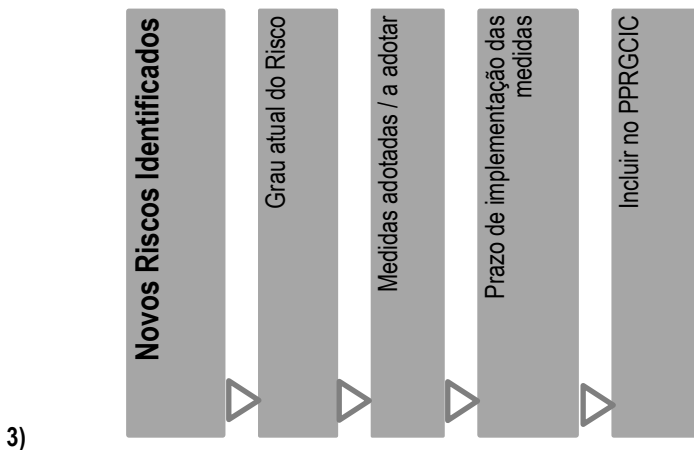 Novos Riscos Identificados
Grau atual do Risco
Medidas adotadas / a adotar
Prazo de implementação das
medidas
Incluir no PPRGCIC
3)